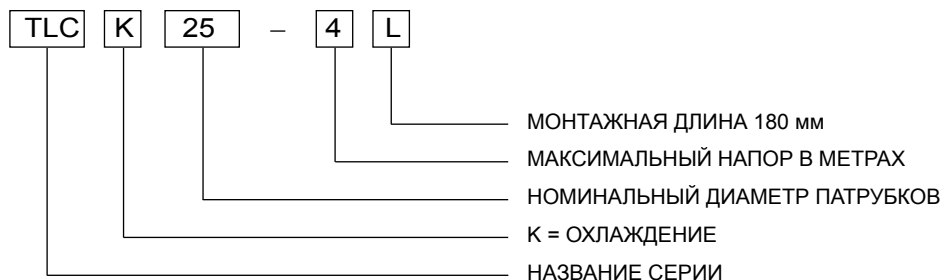 TLC K 25 – 4 L
МОНТАЖНАЯ ДЛИНА 180 мм
МАКСИМАЛЬНЫЙ НАПОР В МЕТРАХ
НОМИНАЛЬНЫЙ ДИАМЕТР ПАТРУБКОВ
K = ОХЛАЖДЕНИЕ
НАЗВАНИЕ СЕРИИ